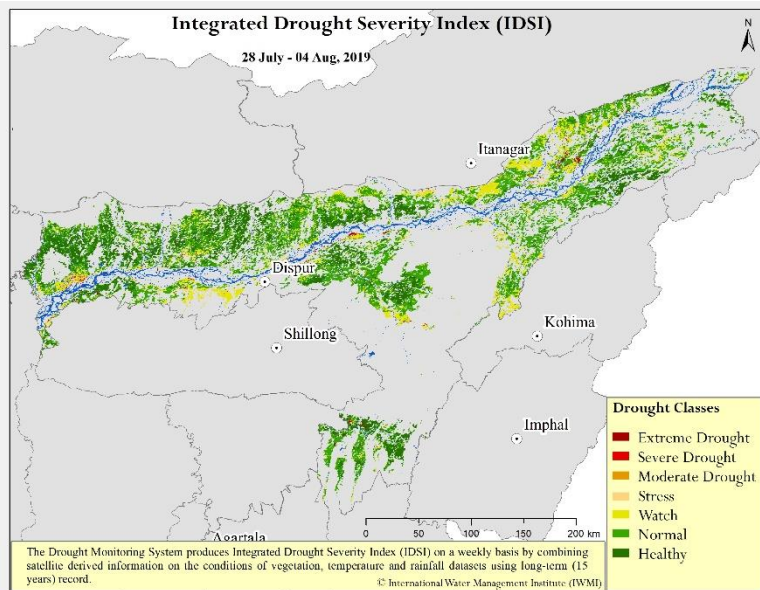 Integrated Drought Severity Index (IDSI)
28 July - 04 Aug, 2019
N
Itanagar
Dispur
Shillong
Kohima
Imphal
Agartala
0 50 100 200 km
Drought Classes
Extreme Drought
Severe Drought
Moderate Drought
Stress
Watch
Normal
Healthy
The Drought Monitoring System produces Integrated Drought Severity Index (IDSI) on a weekly basis by combining
satellite derived information on the conditions of vegetation, temperature and rainfall datasets using long-term (15
years) record.
© International Water Management Institute (IWMI)